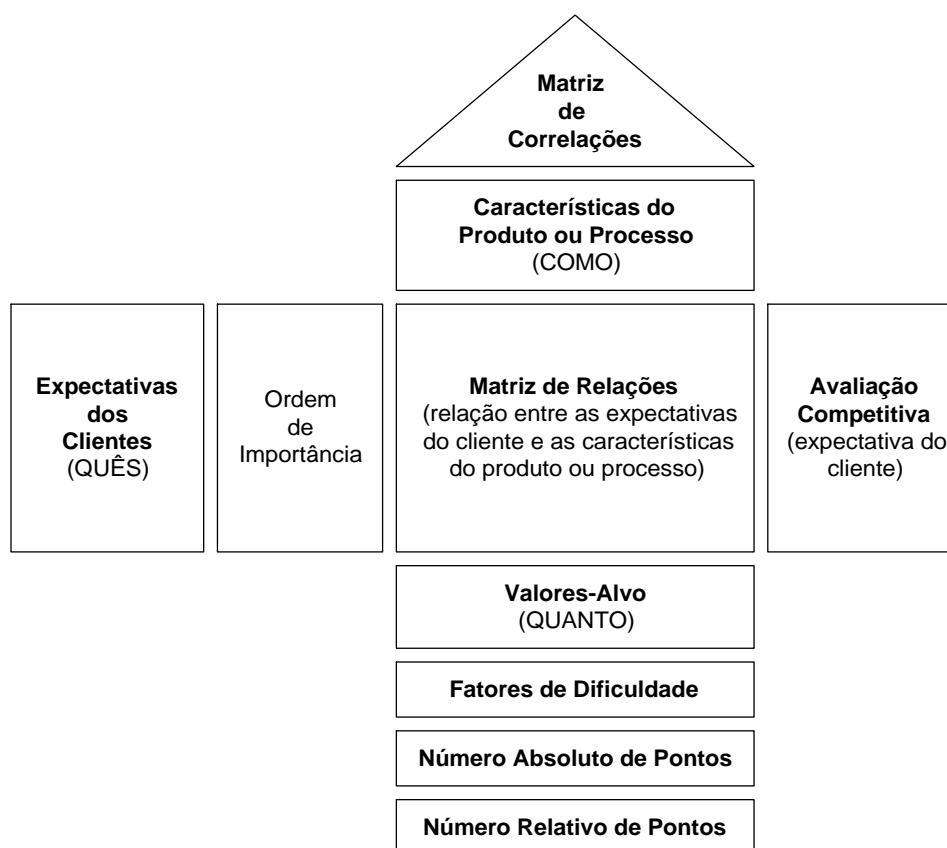 Matriz
de
Correlações
Características do
Produto ou Processo
(COMO)
Expectativas
dos
Clientes
(QUÊS)
Ordem
de
Importância
Matriz de Relações
(relação entre as expectativas
do cliente e as características
do produto ou processo)
Avaliação
Competitiva
(expectativa do
cliente)
Valores-Alvo
(QUANTO)
Fatores de Dificuldade
Número Absoluto de Pontos
Número Relativo de Pontos